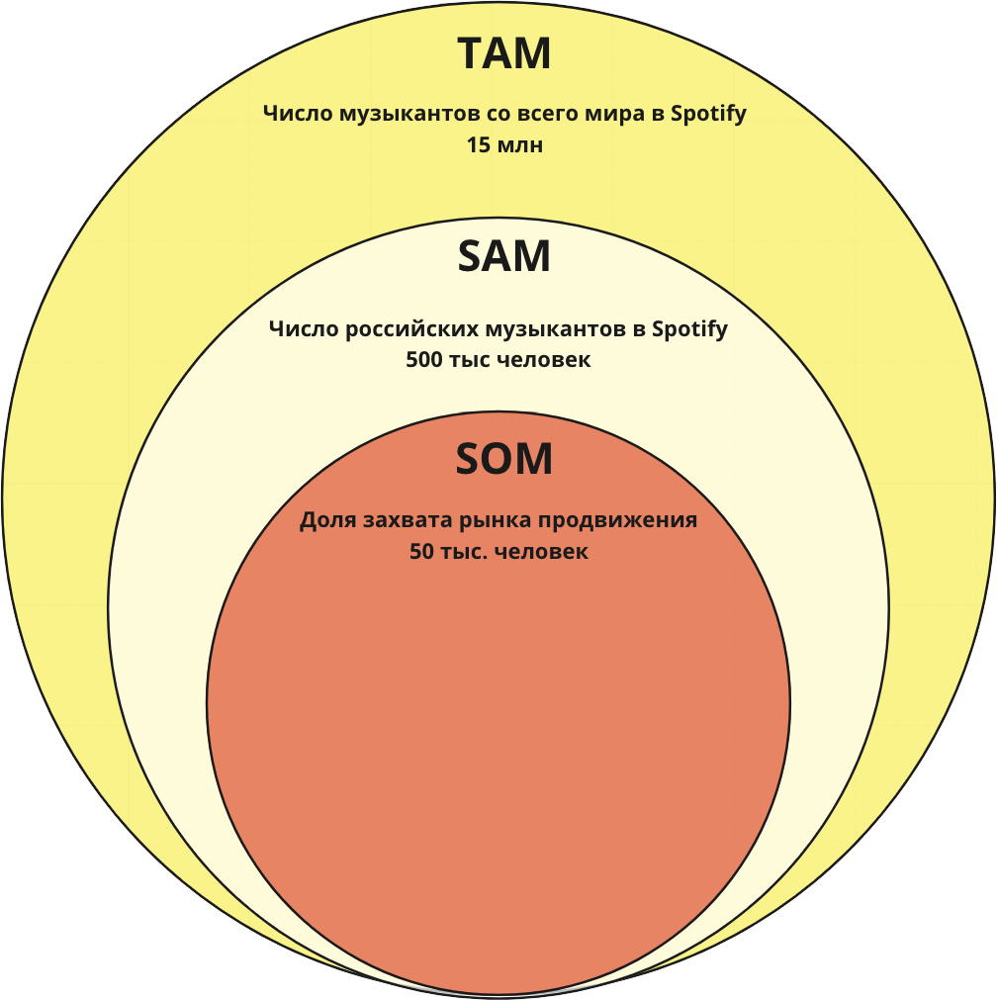 TAM
Число музыкантов со всего мира в Spotify
15 млн
SAM
Число российских музыкантов в Spotify
500 тыс человек
SOM
Доля захвата рынка продвижения
50 тыс. человек